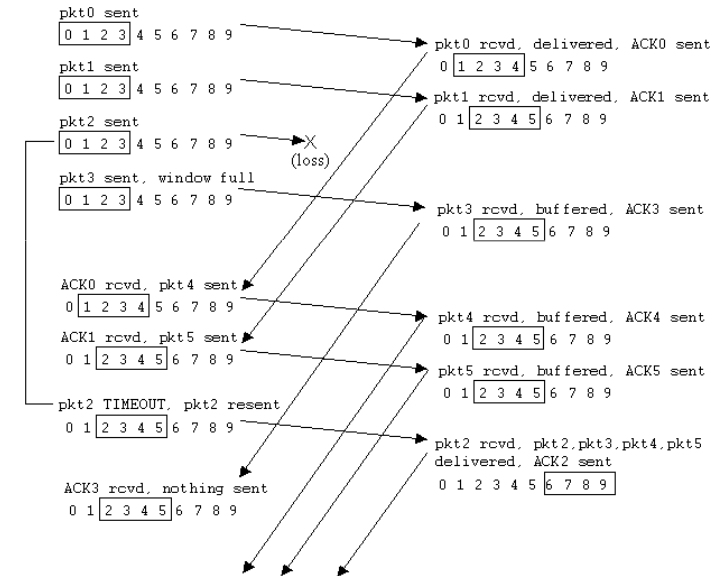 pkt0 sent
0 1 2 3 4 5 6 7 8 9
pkt0 rcvd, delivered, ACK0 sent
0 1 2 3 4 5 6 7 8 9
pkt1 sent
0 1 2 3 4 5 6 7 8 9
pkt1 rcvd, delivered, ACK1 sent
0 1 2 3 4 5 6 7 8 9
pkt2 sent
0 1 2 3 4 5 6 7 8 9
X
(loss)
pkt3 sent, window full
0 1 2 3 4 5 6 7 8 9
pkt3 rcvd, buffered, ACK3 sent
0 1 2 3 4 5 6 7 8 9
ACK0 rcvd, pkt4 sent
0 1 2 3 4 5 6 7 8 9
pkt4 rcvd, buffered, ACK4 sent
0 1 2 3 4 5 6 7 8 9
ACK1 rcvd, pkt5 sent
0 1 2 3 4 5 6 7 8 9
pkt5 rcvd, buffered, ACK5 sent
0 1 2 3 4 5 6 7 8 9
pkt2 TIMEOUT, pkt2 resent
0 1 2 3 4 5 6 7 8 9
pkt2 rcvd, pkt2,pkt3,pkt4,pkt5
delivered, ACK2 sent
0 1 2 3 4 5 6 7 8 9
ACK3 rcvd, nothing sent
0 1 2 3 4 5 6 7 8 9